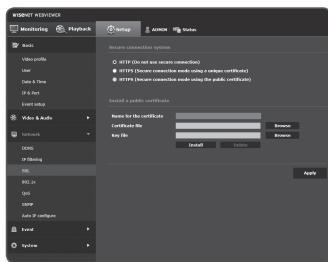 WISENET WEBVIEWER
Monitoring
Playback
Setup
ADMIN
Status
Basic
Video profile
User
Date & Time
IP & Port
Event setup
Video & Audio
Network
DDNS
IP filtering
SSL
802.1x
QoS
SNMP
Auto IP configure
Event
System
Secure connection system
HTTP (Do not use secure connection)
HTTPS (Secure connection mode using a unique certificate)
HTTPS (Secure connection mode using the public certificate)
Install a public certificate
Name for the certificate
Certificate file
Browse
Key file
Browse
Install
Delete
Apply